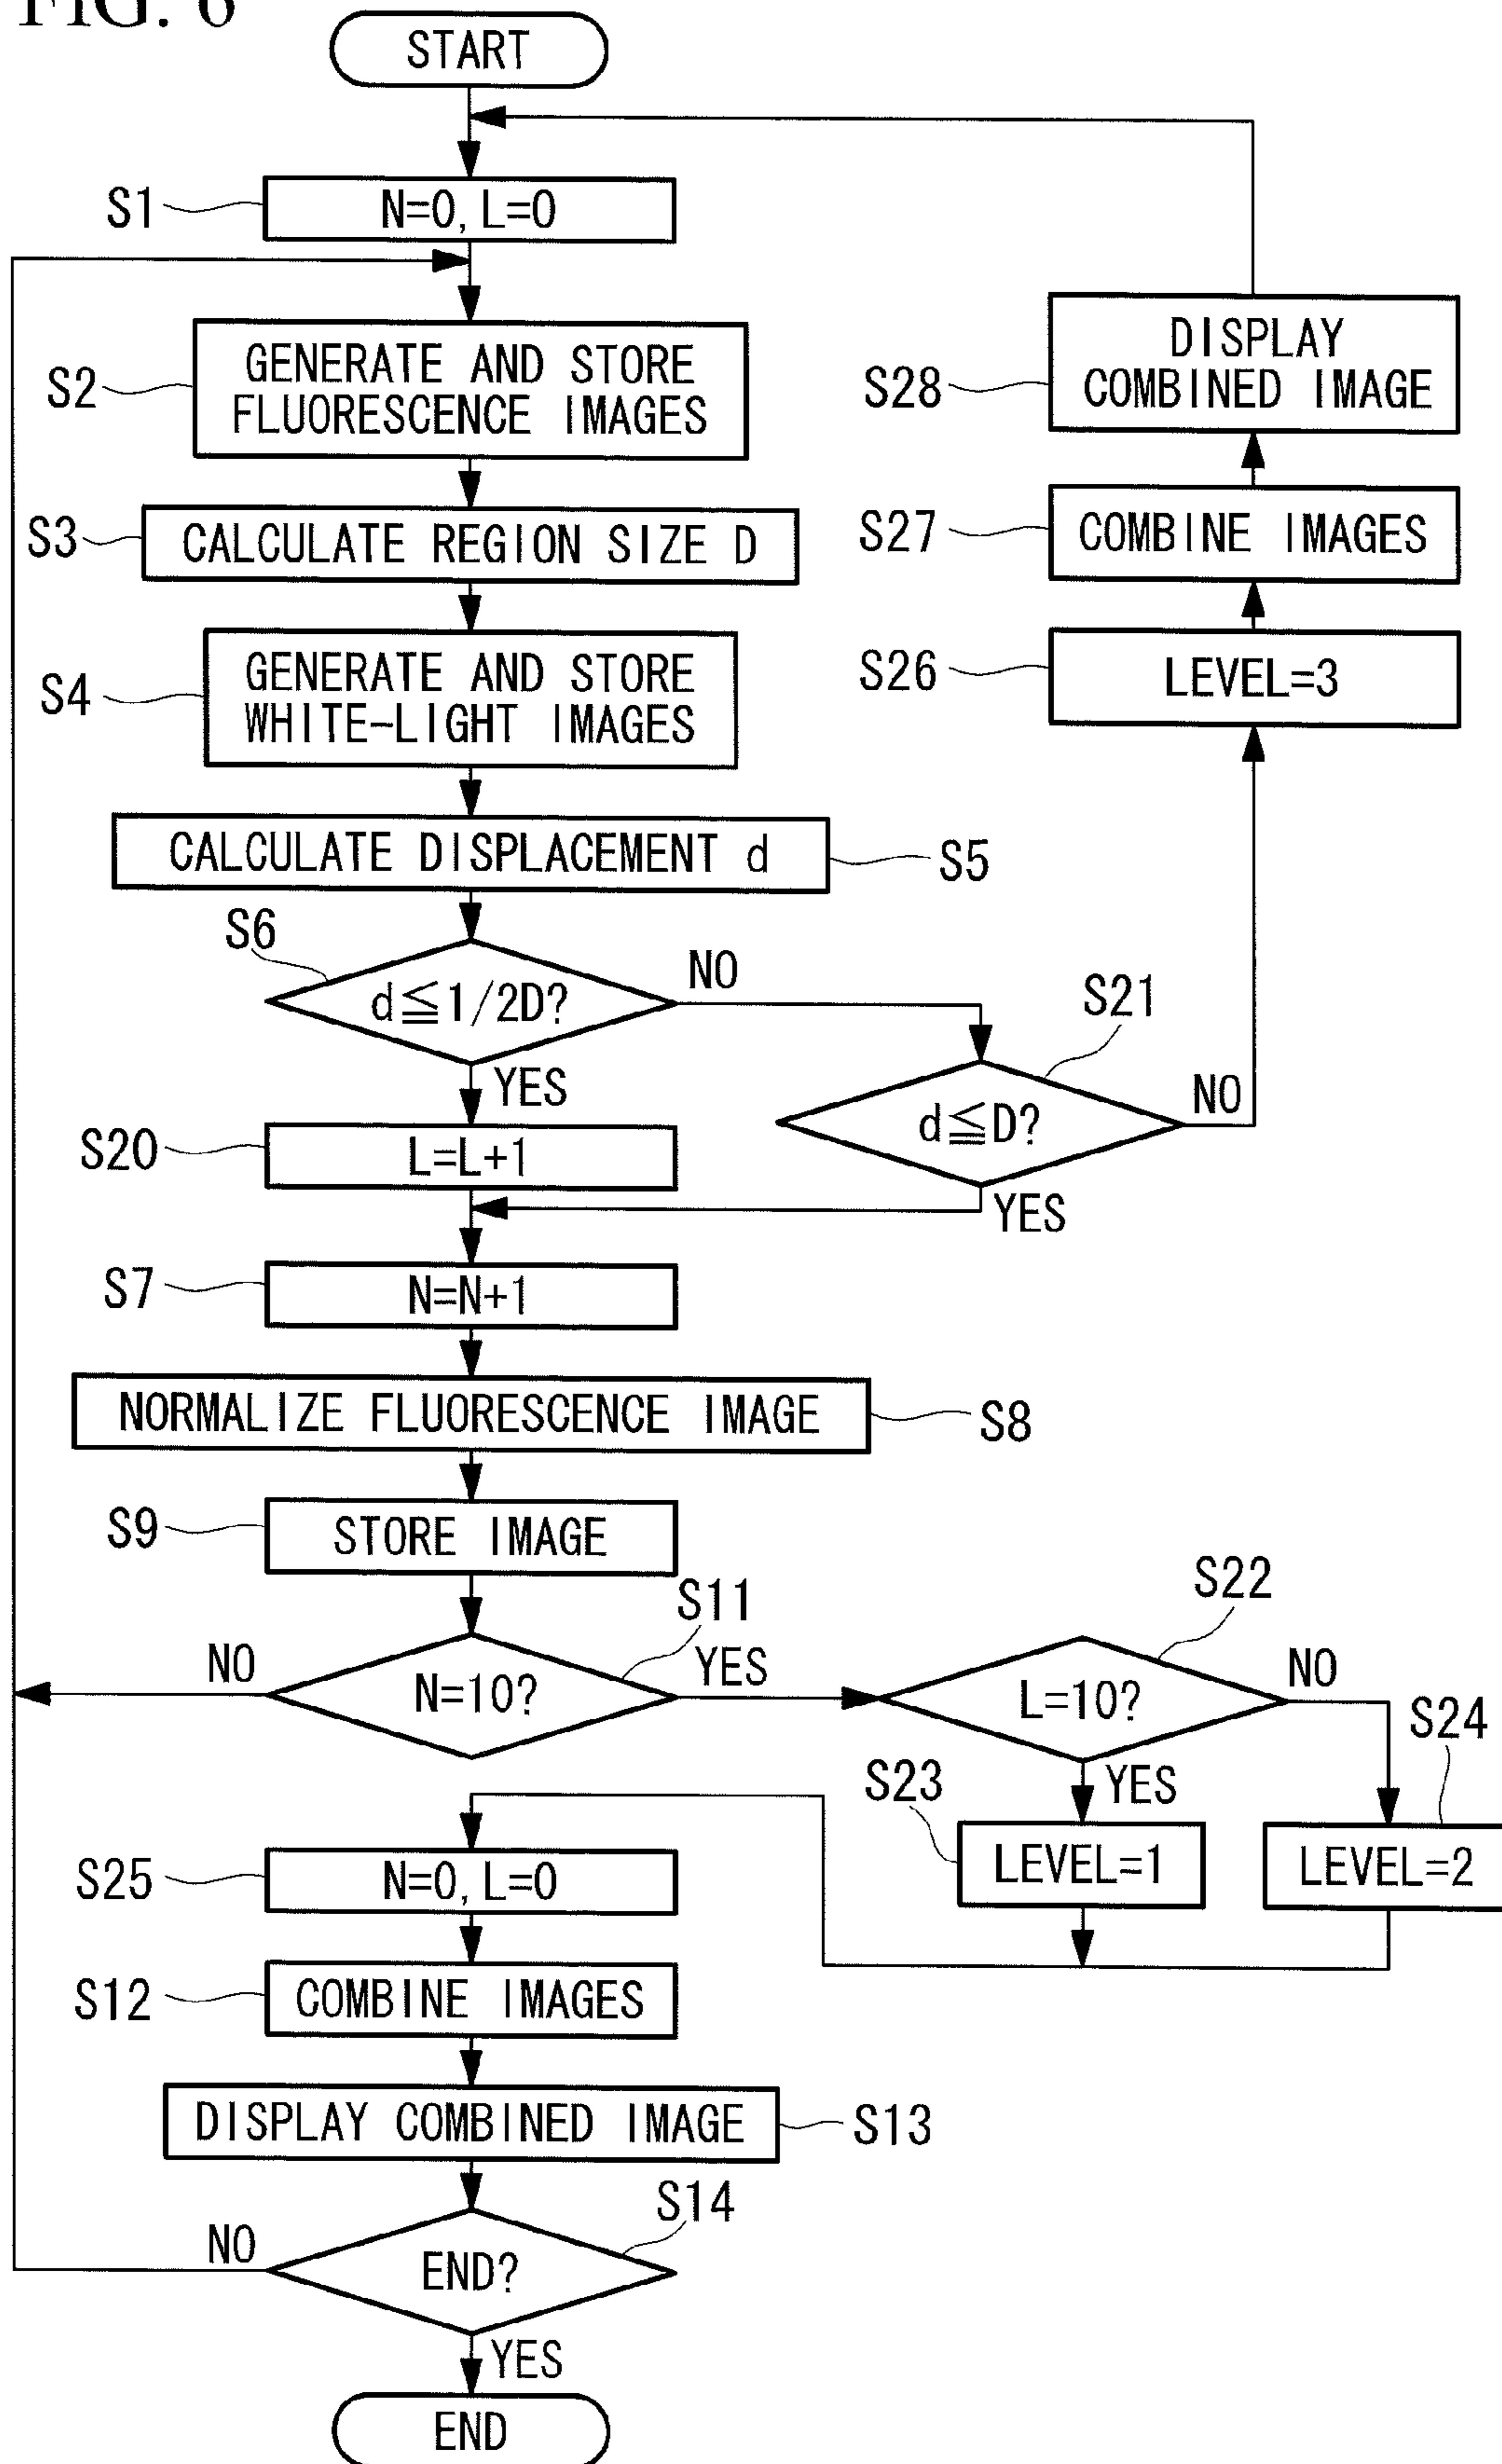 FIG. 6
START
S1
N=0, L=0
S2
GENERATE AND STORE
FLUORESCENCE IMAGES
S3
CALCULATE REGION SIZE D
S4
GENERATE AND STORE
WHITE-LIGHT IMAGES
CALCULATE DISPLACEMENT d
S5
S6
d≦1/2D?
NO
YES
S21
d≦D?
NO
YES
S28
DISPLAY
COMBINED IMAGE
S27
COMBINE IMAGES
S26
LEVEL=3
S20
L=L+1
S7
N=N+1
NORMALIZE FLUORESCENCE IMAGE
S8
S9
STORE IMAGE
S11
NO
N=10?
YES
S22
L=10?
NO
YES
S23
LEVEL=1
S24
LEVEL=2
S25
N=0, L=0
S12
COMBINE IMAGES
DISPLAY COMBINED IMAGE
S13
S14
NO
END?
YES
END